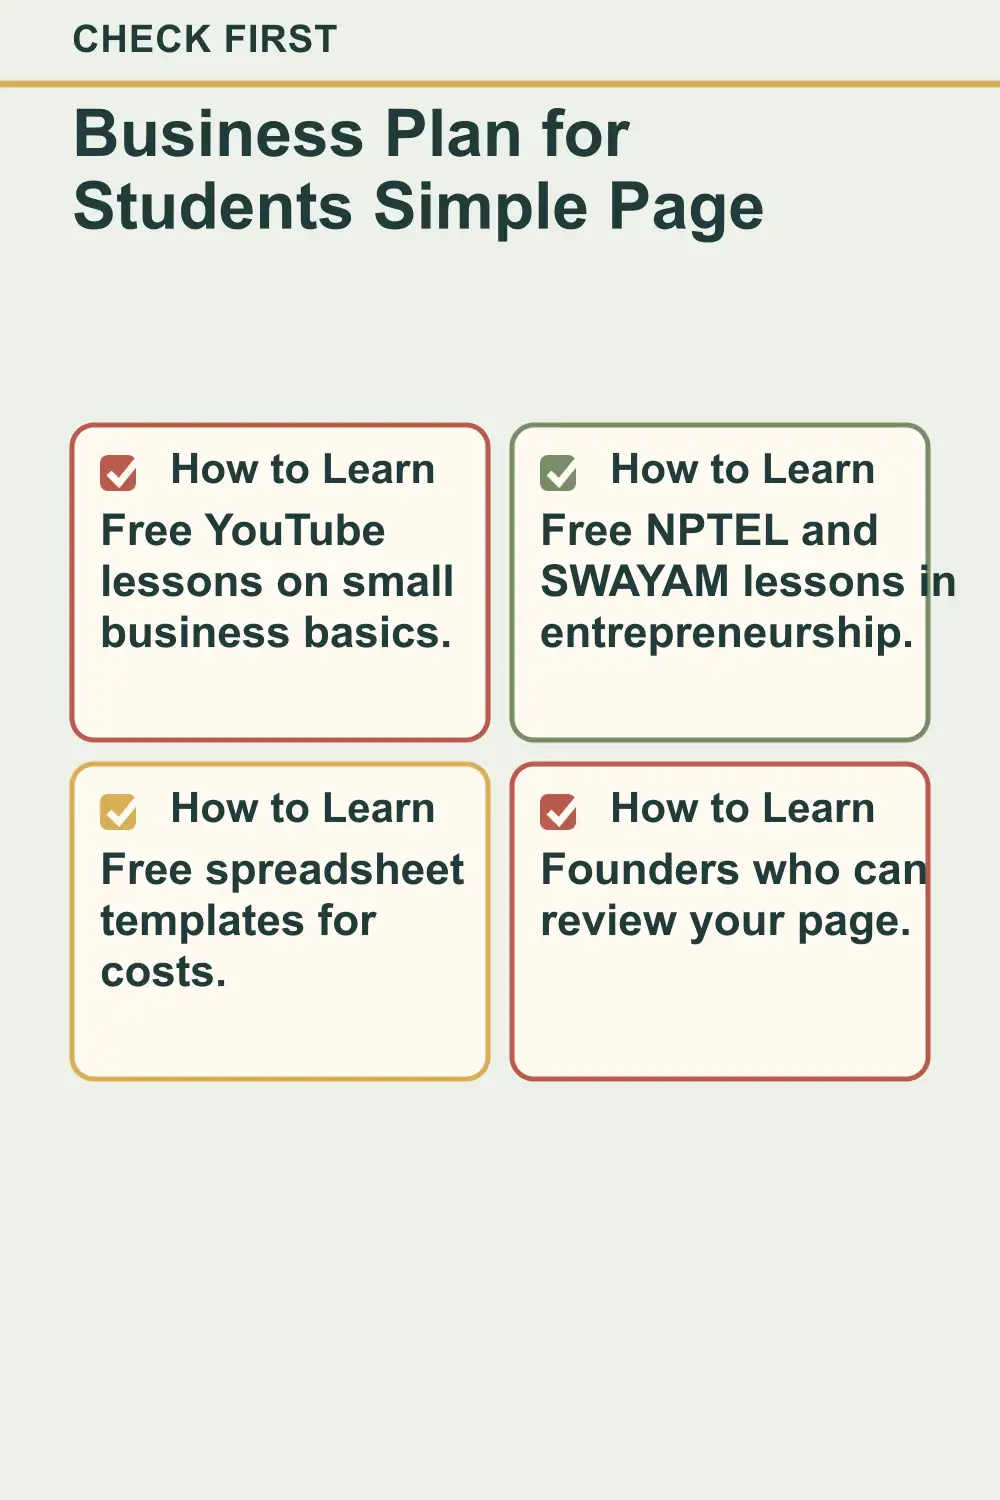 CHECK FIRST
Business Plan for
Students Simple Page
How to Learn
Free YouTube
lessons on small
business basics.
How to Learn
Free NPTEL and
SWAYAM lessons in
entrepreneurship.
How to Learn
Free spreadsheet
templates for
costs.
How to Learn
Founders who can
review your page.